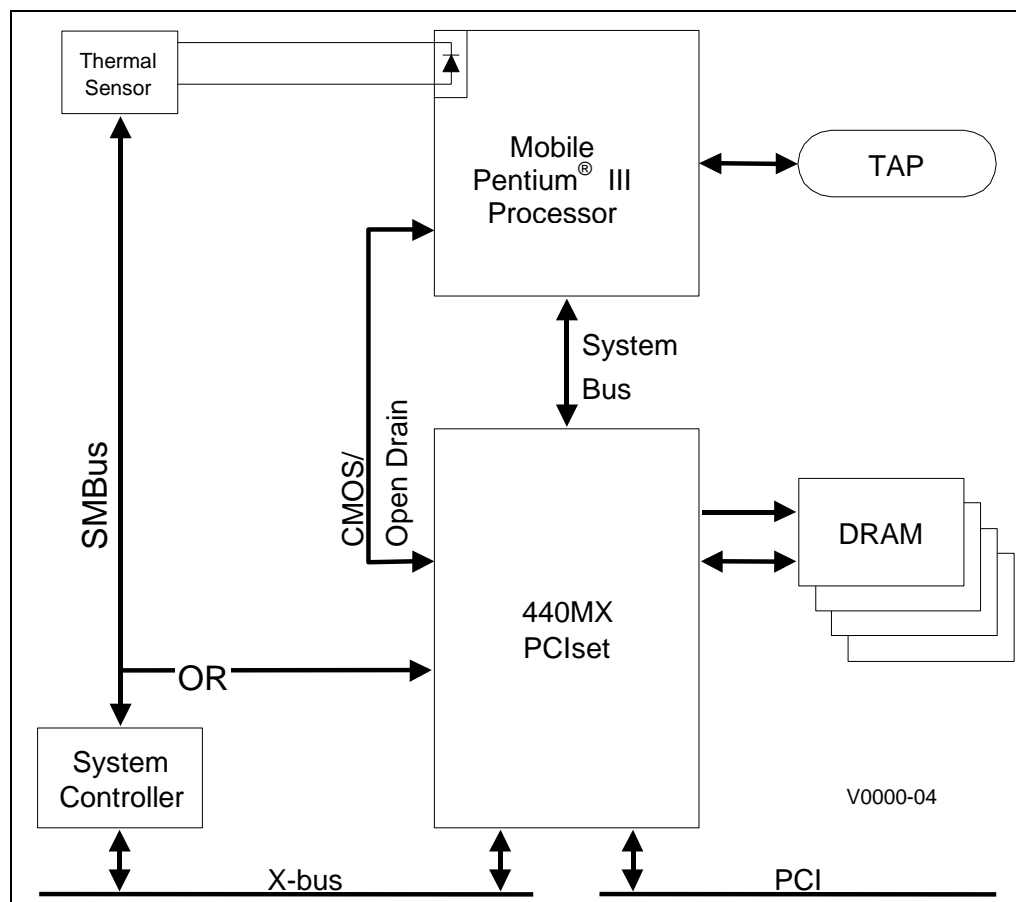 Thermal
Sensor
Mobile
Pentium® III
Processor
TAP
System
Bus
SMBus
CMOS/
Open Drain
DRAM
440MX
PCIset
OR
System
Controller
V0000-04
X-bus
PCI